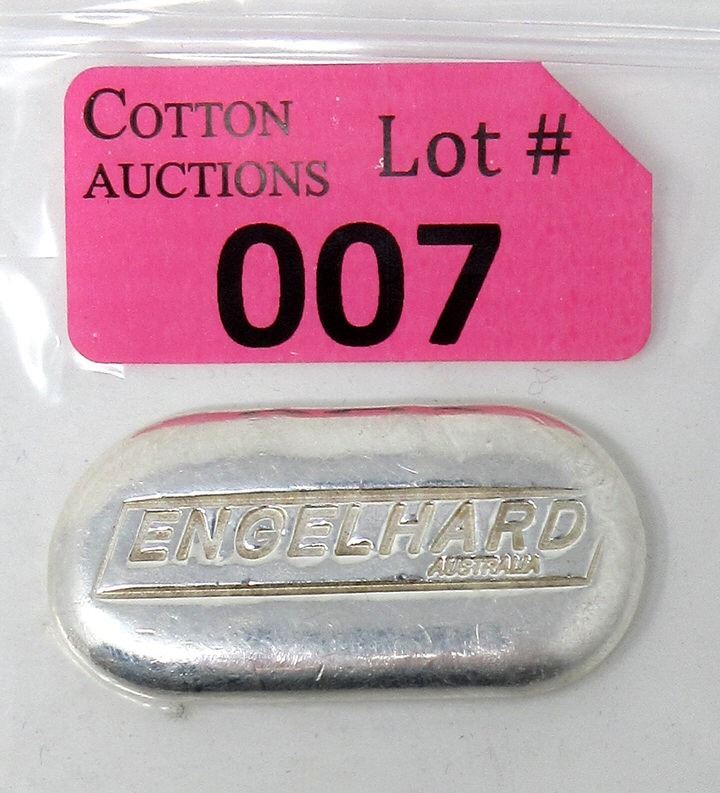 COTTON
AUCTIONS
Lot #
007
ENGELHARD
AUSTRALIA